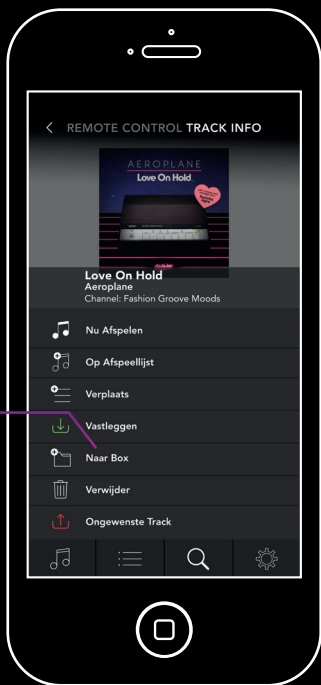 REMOTE CONTROL TRACK INFO
AEROPLANE
Love On Hold
Love On Hold
Aeroplane
Channel: Fashion Groove Moods
Nu Afspelen
Op Afspeellijst
Verplaats
Vastleggen
Naar Box
Verwijder
Ongewenste Track